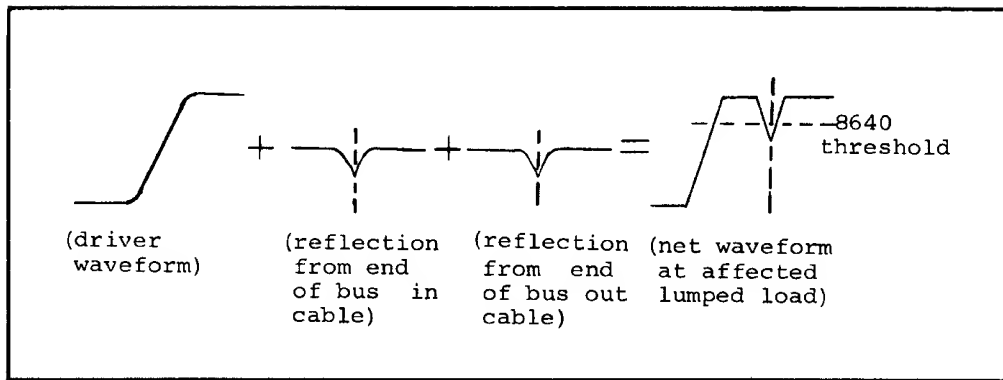 + + =
8640
threshold
(driver
waveform)
(reflection
from end
of bus in
cable)
(reflection
from end
of bus out
cable)
(net waveform
at affected
lumped load)